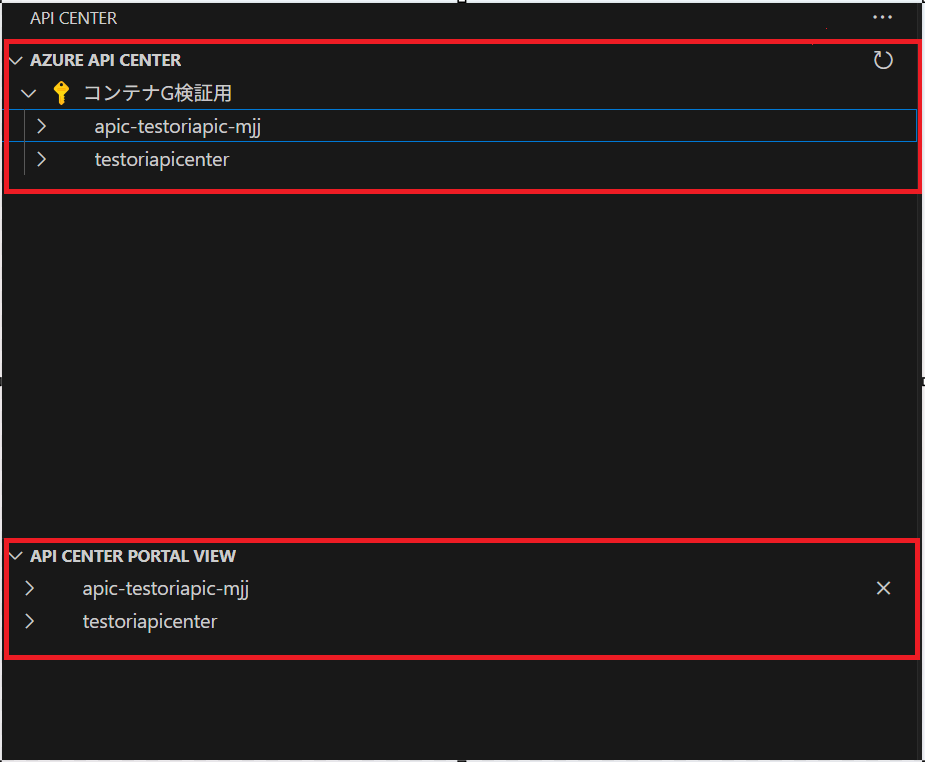 API CENTER
AZURE API CENTER
コンテナG検証用
apic-testoriapic-mjj
testoriapicenter
API CENTER PORTAL VIEW
apic-testoriapic-mjj
testoriapicenter